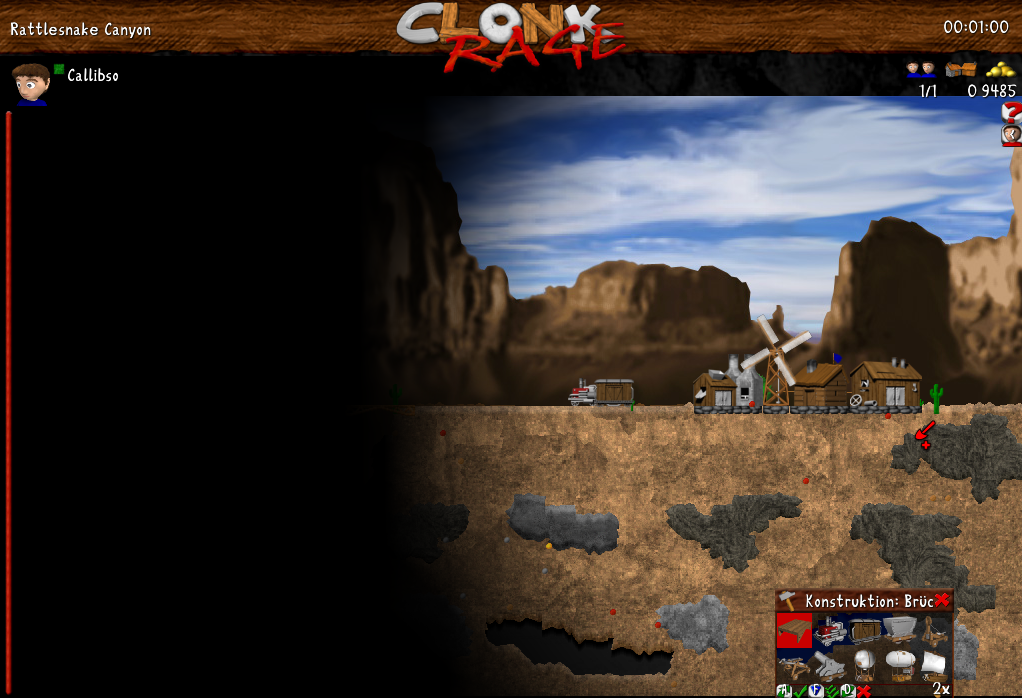 Rattlesnake Canyon
CLONK
RAGE
00:01:00
Callibso
1/1
0 9485
?
Konstruktion: Brüc
2x